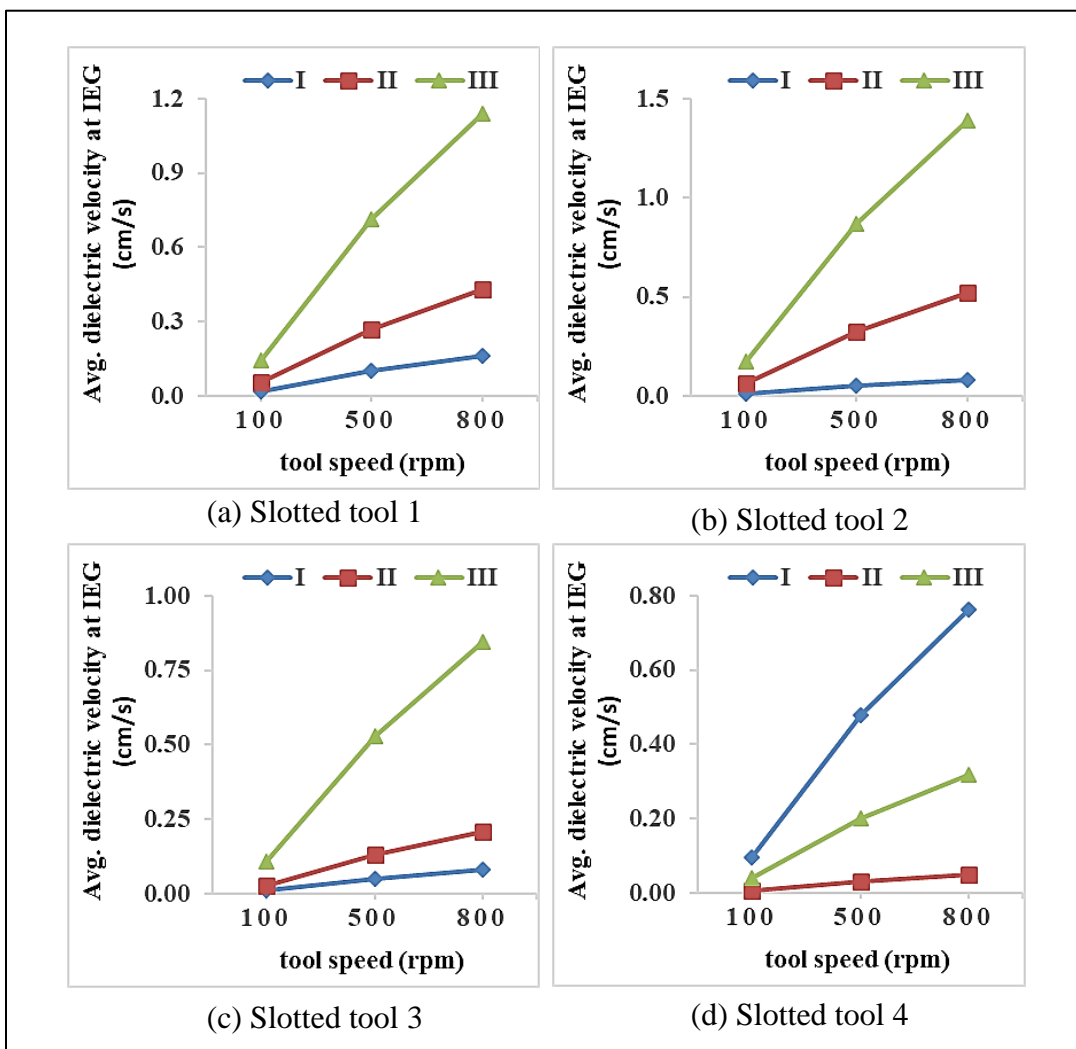 I II III
Avg. dielectric velocity at IEG
(cm/s)
1.2
0.9
0.6
0.3
0.0
100 500 800
tool speed (rpm)
(a) Slotted tool 1
I II III
Avg. dielectric velocity at IEG
(cm/s)
1.5
1.0
0.5
0.0
100 500 800
tool speed (rpm)
(b) Slotted tool 2
I II III
Avg. dielectric velocity at IEG
(cm/s)
1.00
0.75
0.50
0.25
0.00
100 500 800
tool speed (rpm)
(c) Slotted tool 3
I II III
Avg. dielectric velocity at IEG
(cm/s)
0.80
0.60
0.40
0.20
0.00
100 500 800
tool speed (rpm)
(d) Slotted tool 4